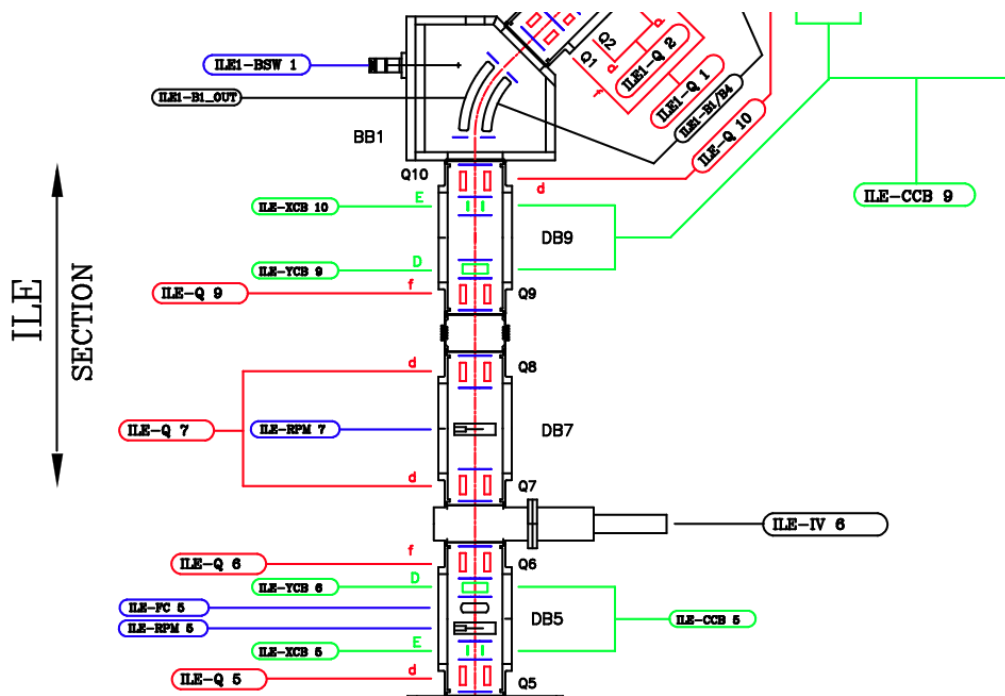 ILE1-BSW 1
ILE1-B1_OUT
BB1
Q1
Q2
f
d
d
ILE1-Q 2
ILE1-Q 1
ILE1-B1/B4
ILE-Q 10
ILE-CCB 9
Q10
d
ILE-XCB 10
E
DB9
ILE-YCB 9
D
ILE-Q 9
f
Q9
ILE
SECTION
d
Q8
ILE-Q 7
ILE-RPM 7
DB7
d
Q7
ILE-IV 6
f
ILE-Q 6
Q6
ILE-YCB 6
D
ILE-FC 5
ILE-RPM 5
DB5
ILE-CCB 5
ILE-XCB 5
E
ILE-Q 5
d
Q5